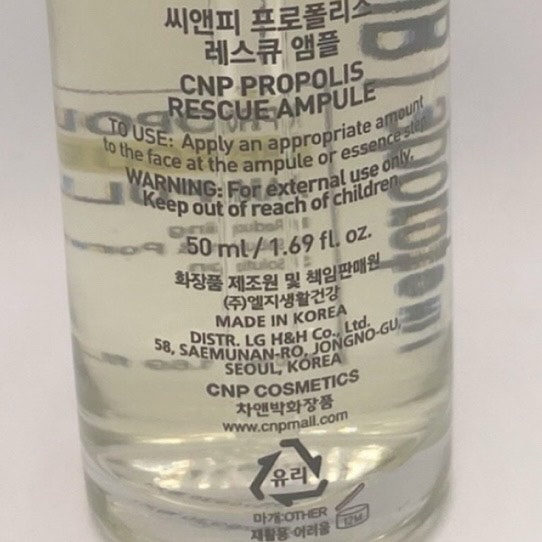 씨앤피 프로폴리스
레스큐 앰플
CNP PROPOLIS
RESCUE AMPULE
TO USE: Apply an appropriate amount
to the face at the ampule or essence step.
WARNING: For external use only.
Keep out of reach of children.
50 ml / 1.69 fl. oz.
화장품 제조원 및 책임판매원
(주)엘지생활건강
MADE IN KOREA
DISTR. LG H&H Co., Ltd.
58, SAEMUNAN-RO, JONGNO-GU,
SEOUL, KOREA
CNP COSMETICS
차앤박화장품
www.cnpmall.com
유리
마개:OTHER
재활용 어려움
12M